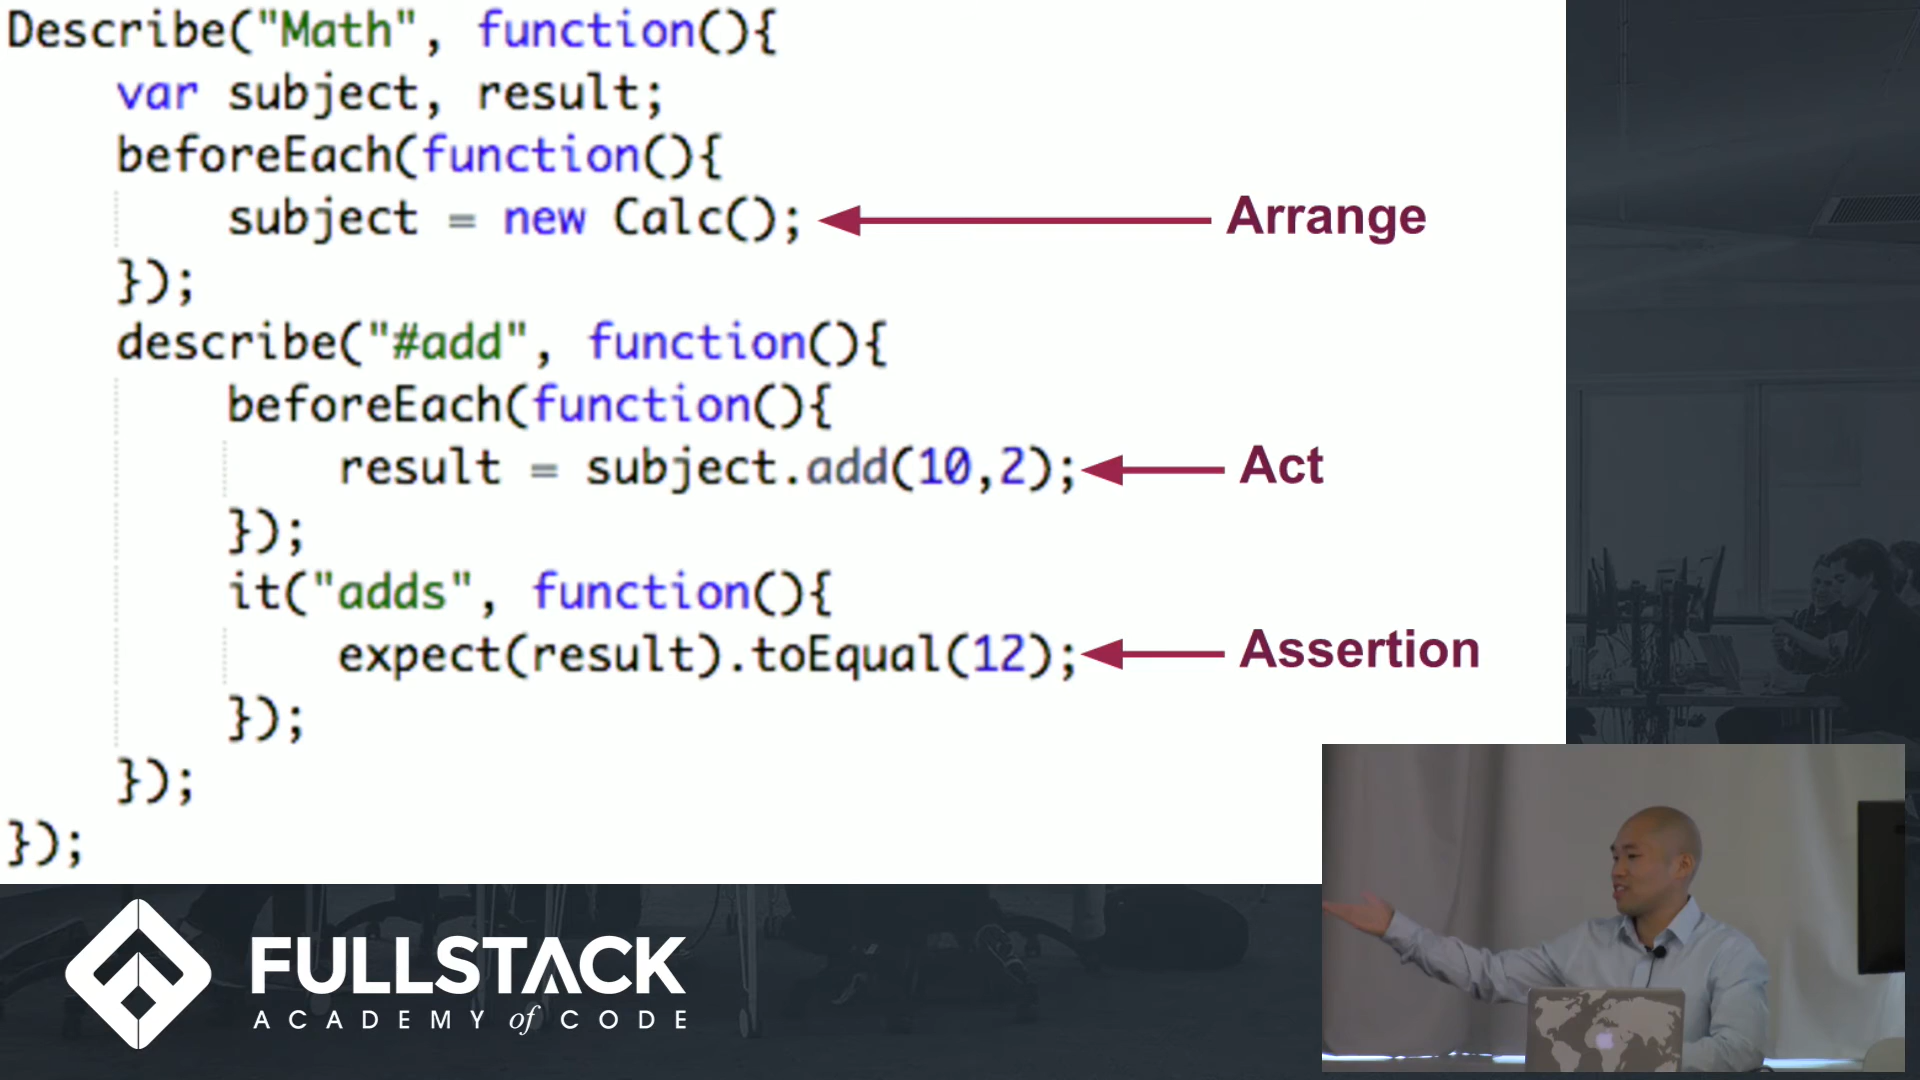 Describe("Math", function(){
var subject, result;
beforeEach(function(){
subject = new Calc();
Arrange
});
describe("#add", function(){
beforeEach(function(){
result = subject.add(10,2);
Act
});
it("adds", function(){
expect(result).toEqual(12);
Assertion
});
});
});
FULLSTACK
ACADEMY of CODE